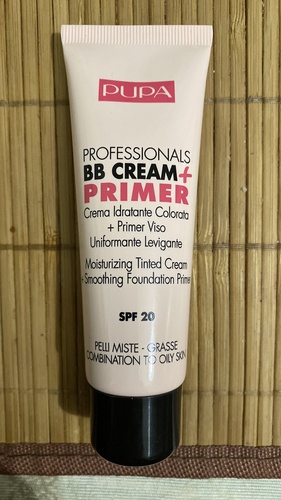 PUPA
PROFESSIONALS
BB CREAM+
PRIMER
Crema Idratante Colorata
+ Primer Viso
Uniformante Levigante
Moisturizing Tinted Cream
+ Smoothing Foundation Primer
SPF 20
PELLI MISTE - GRASSE
COMBINATION TO OILY SKIN